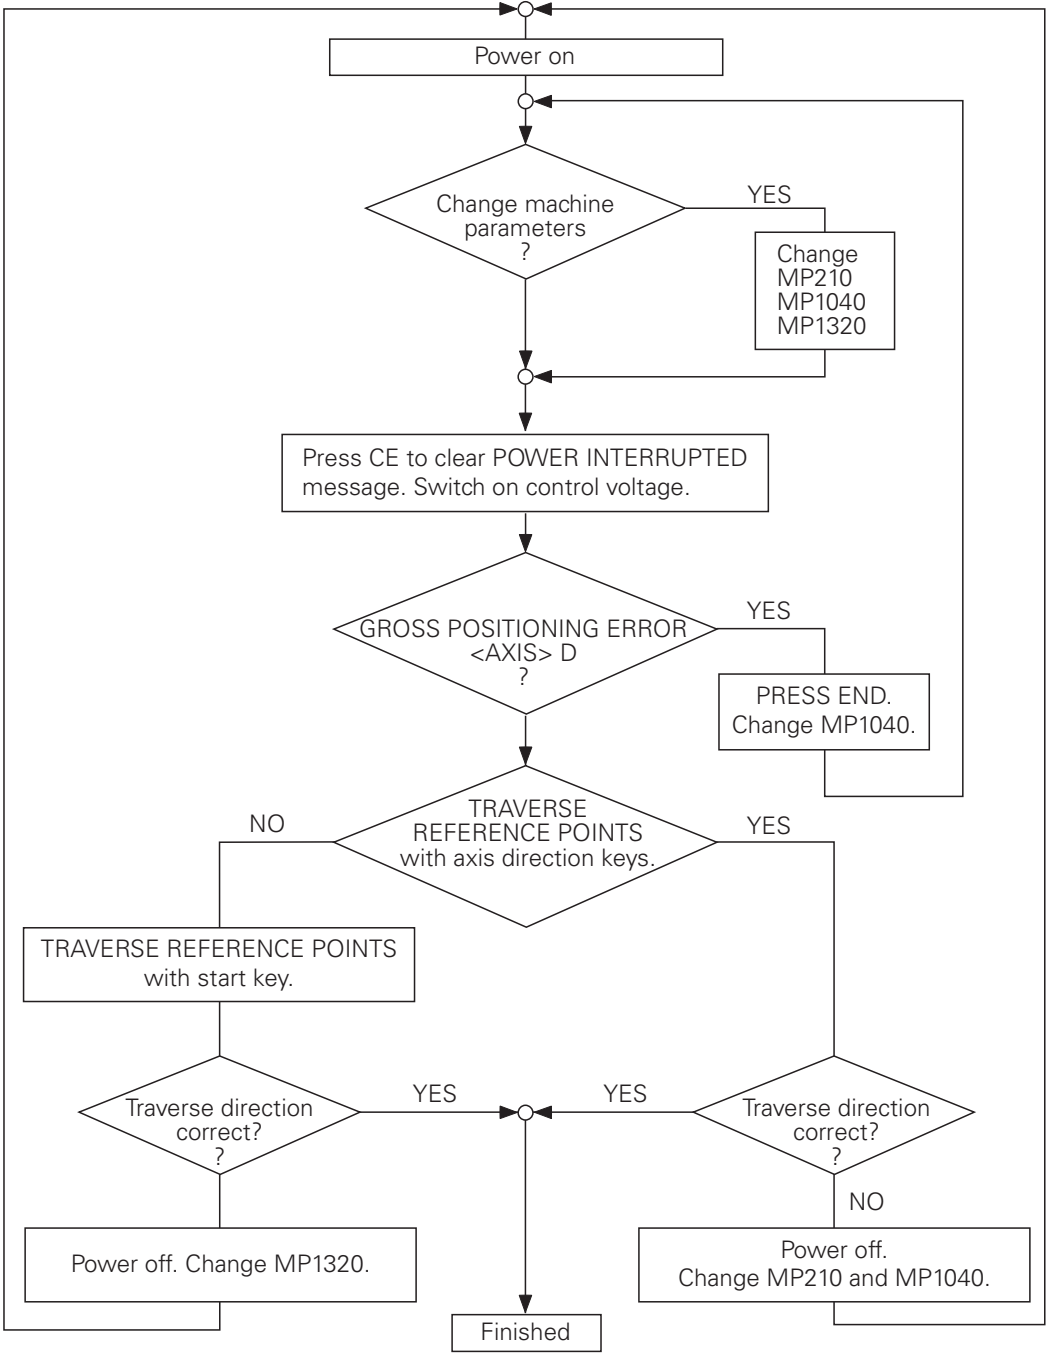 Power on
Change machine
parameters
?
YES
Change
MP210
MP1040
MP1320
Press CE to clear POWER INTERRUPTED
message. Switch on control voltage.
GROSS POSITIONING ERROR
<AXIS> D
?
YES
PRESS END.
Change MP1040.
TRAVERSE
REFERENCE POINTS
with axis direction keys.
NO
YES
TRAVERSE REFERENCE POINTS
with start key.
Traverse direction
correct?
?
YES
YES
Traverse direction
correct?
?
NO
Power off. Change MP1320.
Power off.
Change MP210 and MP1040.
Finished